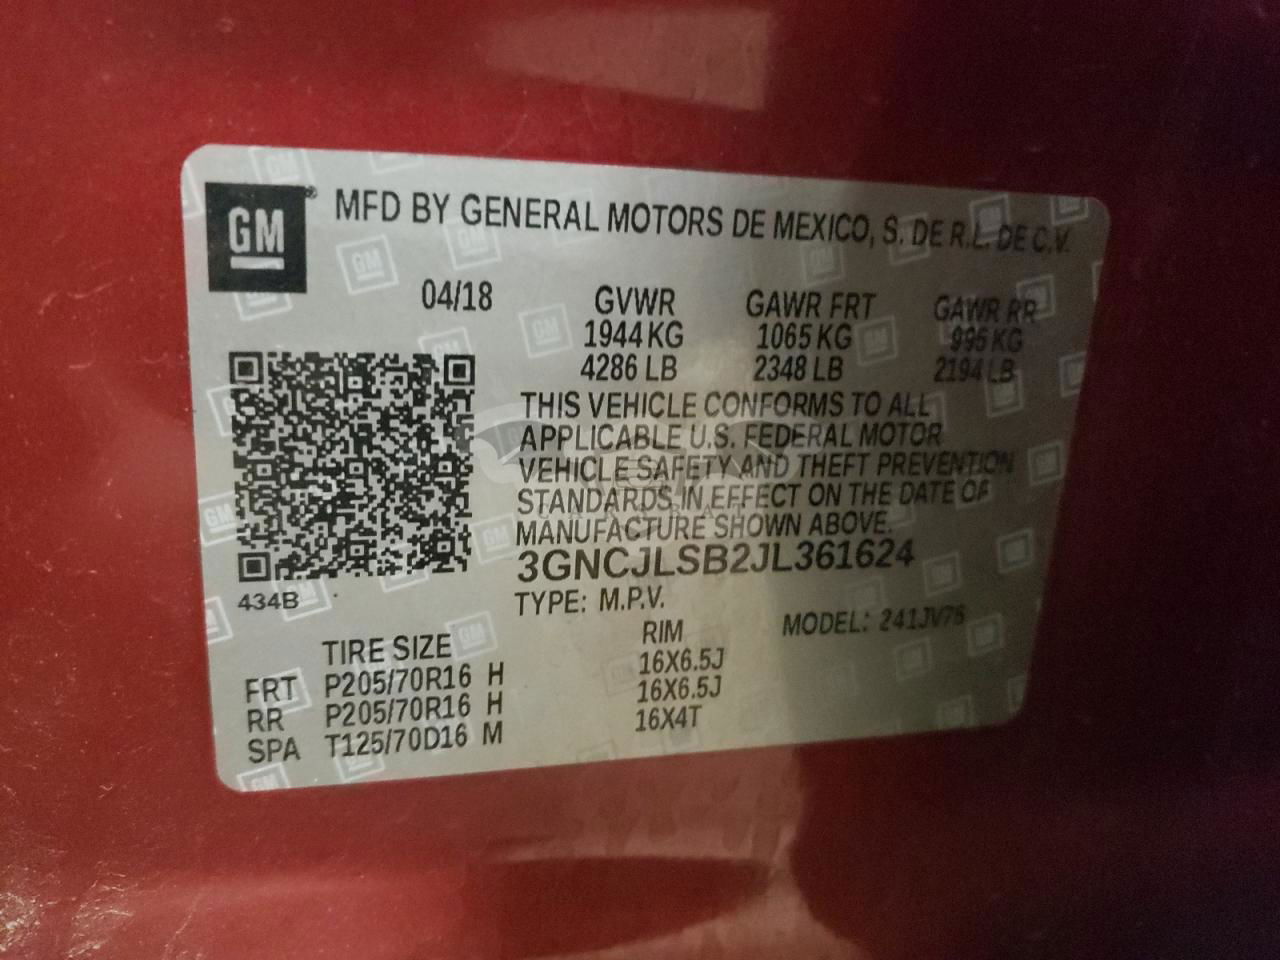 GM® MFD BY GENERAL MOTORS DE MEXICO, S. DE R.L. DE C.V.
04/18 GVWR GAWR FRT GAWR RR
1944 KG 1065 KG 995 KG
4286 LB 2348 LB 2194 LB
THIS VEHICLE CONFORMS TO ALL
APPLICABLE U.S. FEDERAL MOTOR
VEHICLE SAFETY AND THEFT PREVENTION
STANDARDS IN EFFECT ON THE DATE OF
MANUFACTURE SHOWN ABOVE.
3GNCJLSB2JL361624
434B
TYPE: M.P.V. MODEL: 241JV76
TIRE SIZE RIM
FRT P205/70R16 H 16X6.5J
RR P205/70R16 H 16X6.5J
SPA T125/70D16 M 16X4T